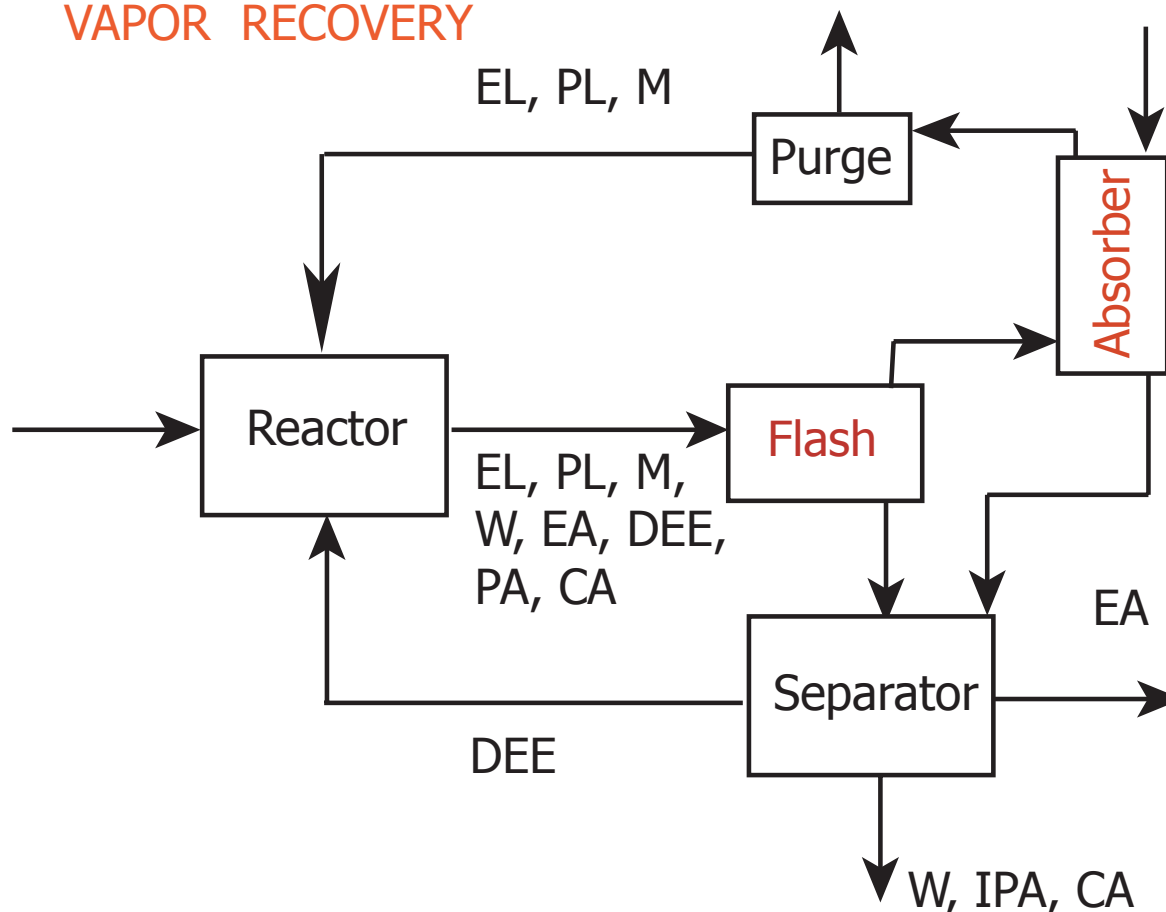 VAPOR RECOVERY
EL, PL, M
Purge
Absorber
Reactor
Flash
EL, PL, M,
W, EA, DEE,
PA, CA
EA
Separator
DEE
W, IPA, CA